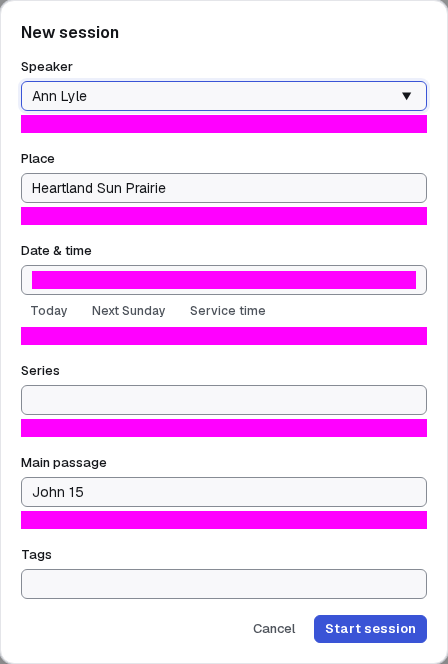 New session
Speaker
Ann Lyle
Place
Heartland Sun Prairie
Date & time
Today Next Sunday Service time
Series
Main passage
John 15
Tags
Cancel Start session